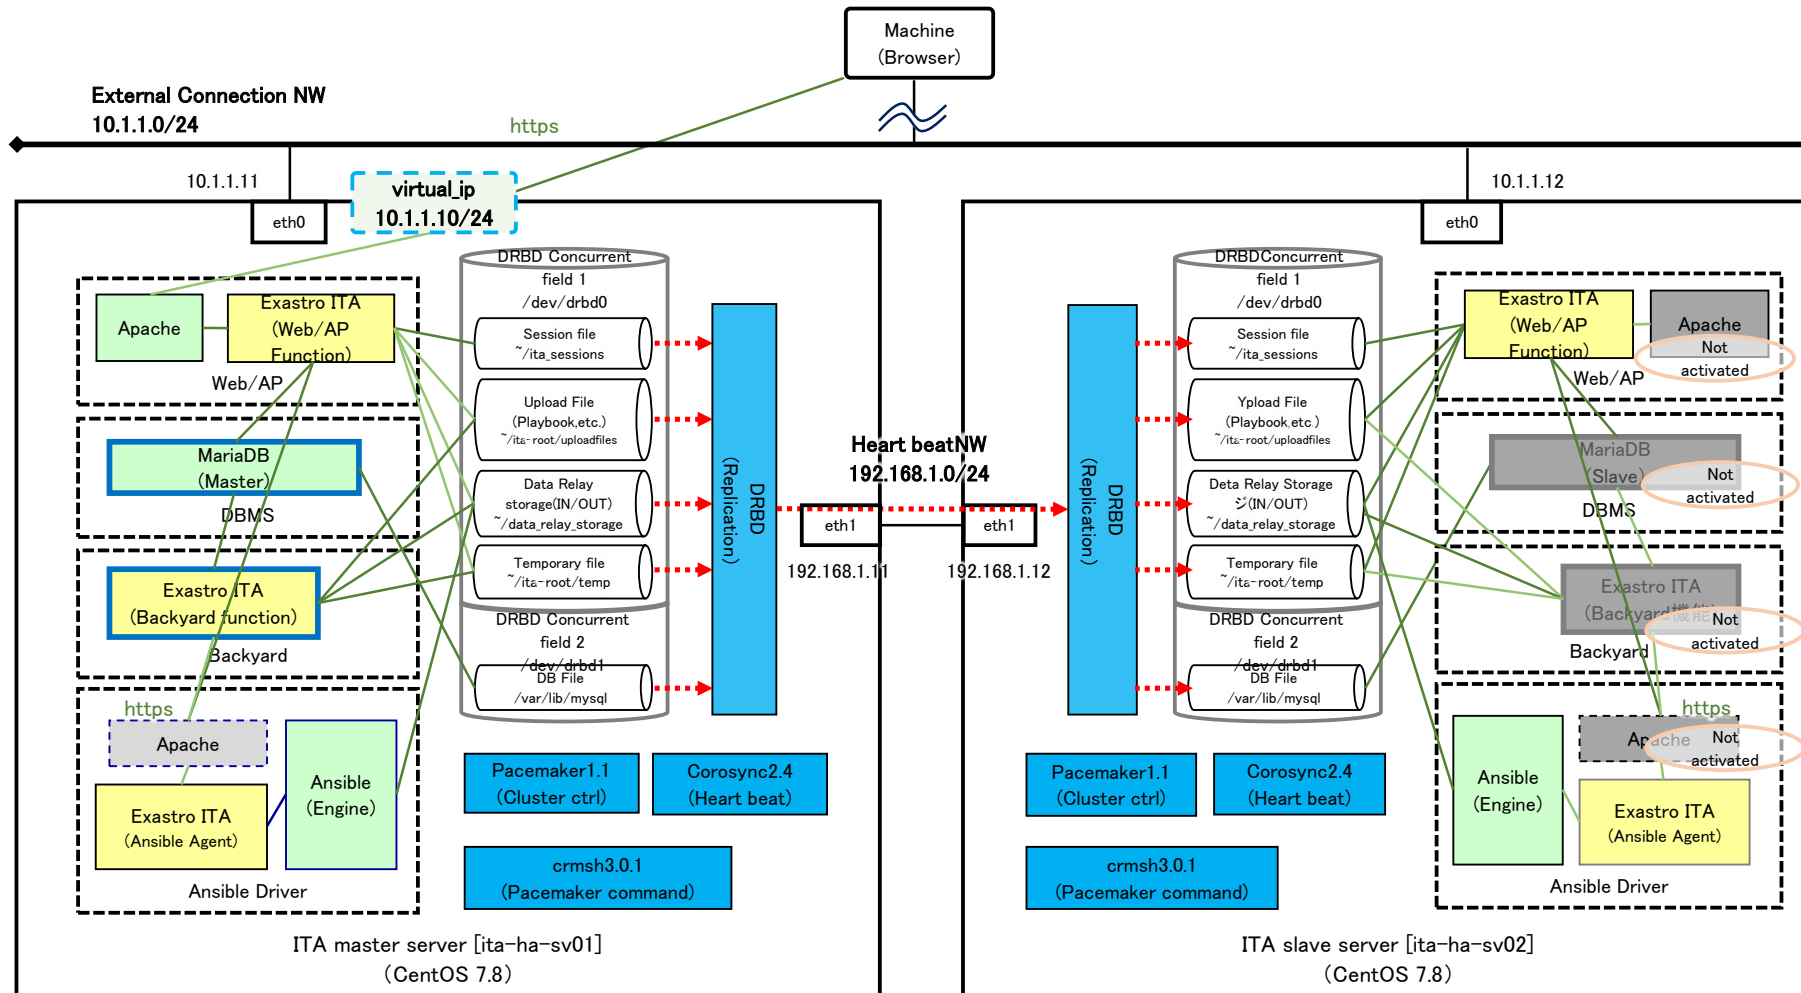 Machine
(Browser)
External Connection NW
10.1.1.0/24
https
10.1.1.11
virtual_ip
10.1.1.10/24
eth0
10.1.1.12
eth0
DRBD Concurrent
field 1
/dev/drbd0
Session file
~/ita_sessions
Upload File
(Playbook,etc.)
~/ita-root/uploadfiles
Data Relay
storage(IN/OUT)
~/data_relay_storage
Temporary file
~/ita-root/temp
DRBD Concurrent
field 2
/dev/drbd1
DB File
/var/lib/mysql
Apache
Exastro ITA
(Web/AP
Function)
Web/AP
MariaDB
(Master)
DBMS
Exastro ITA
(Backyard function)
Backyard
https
Apache
Exastro ITA
(Ansible Agent)
Ansible
(Engine)
Ansible Driver
DRBD
(Replication)
Pacemaker1.1
(Cluster ctrl)
Corosync2.4
(Heart beat)
crmsh3.0.1
(Pacemaker command)
ITA master server [ita-ha-sv01]
(CentOS 7.8)
Heart beatNW
192.168.1.0/24
eth1
eth1
192.168.1.11
192.168.1.12
DRBD
(Replication)
DRBDConcurrent
field 1
/dev/drbd0
Session file
~/ita_sessions
Ypload File
(Playbook,etc.)
~/ita-root/uploadfiles
Deta Relay Storage
ジ(IN/OUT)
~/data_relay_storage
Temporary file
~/ita-root/temp
DRBD Concurrent
field 2
/dev/drbd1
DB File
/var/lib/mysql
Exastro ITA
(Web/AP
Function)
Apache
Not
activated
Web/AP
MariaDB
(Slave)
Not
activated
DBMS
Exastro ITA
(Backyard機能)
Not
activated
Backyard
https
Apache
Not
activated
Ansible
(Engine)
Exastro ITA
(Ansible Agent)
Ansible Driver
Pacemaker1.1
(Cluster ctrl)
Corosync2.4
(Heart beat)
crmsh3.0.1
(Pacemaker command)
ITA slave server [ita-ha-sv02]
(CentOS 7.8)